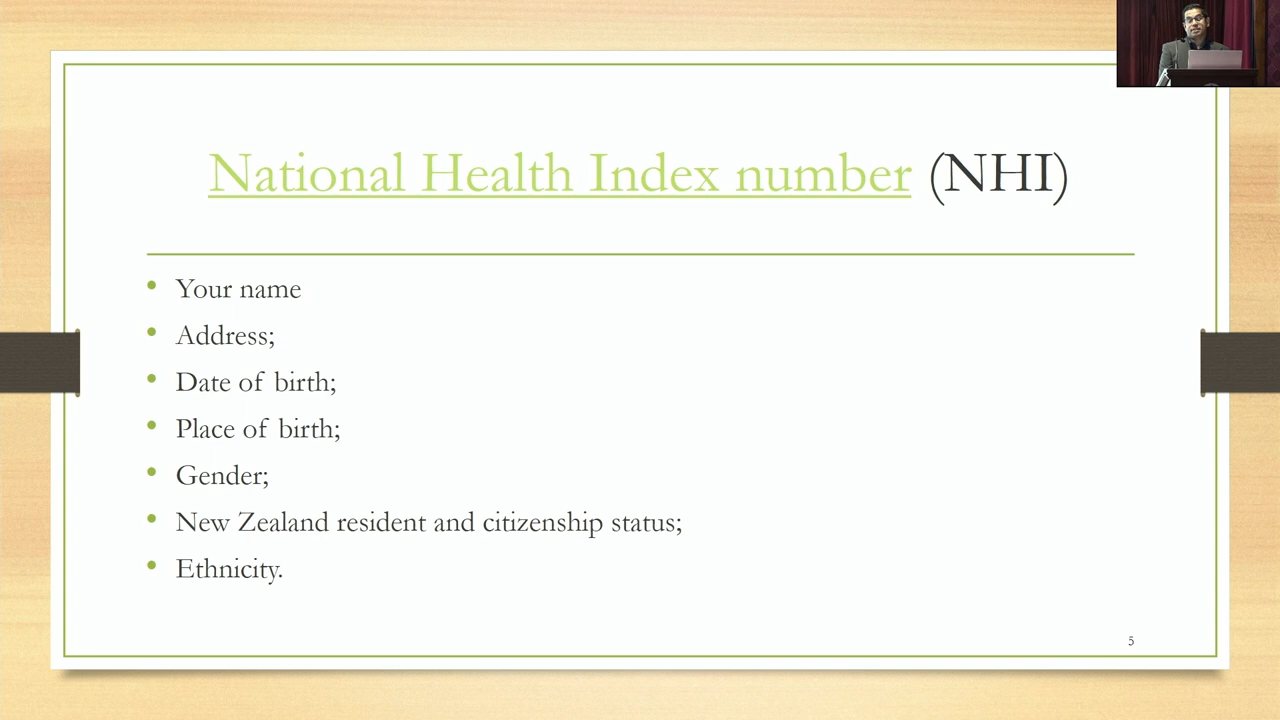 National Health Index number (NHI)
• Your name
• Address;
• Date of birth;
• Place of birth;
• Gender;
• New Zealand resident and citizenship status;
• Ethnicity.
5